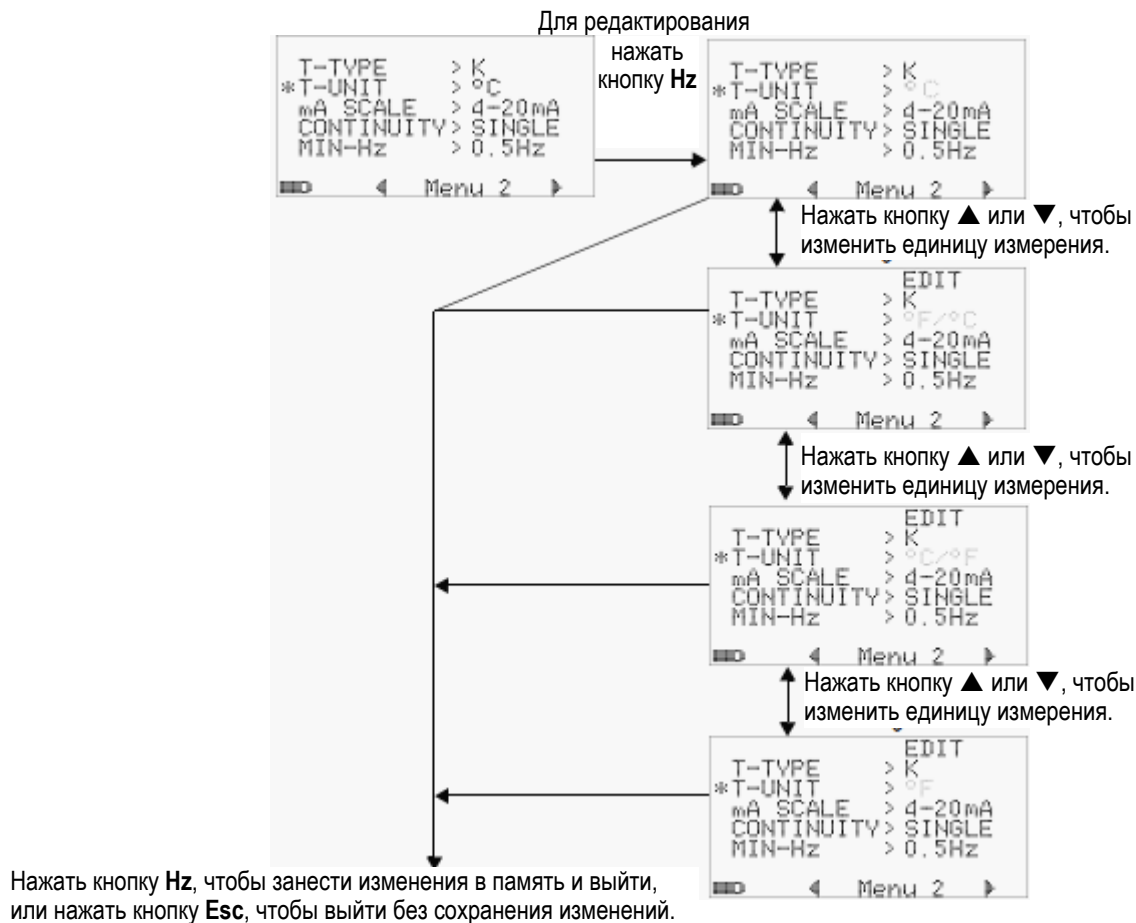 Для редактирования
нажать
кнопку Hz
T-TYPE > K
*T-UNIT > °C
mA SCALE > 4-20mA
CONTINUITY> SINGLE
MIN-Hz > 0.5Hz
◀ Menu 2 ▶
T-TYPE > K
*T-UNIT > °C
mA SCALE > 4-20mA
CONTINUITY> SINGLE
MIN-Hz > 0.5Hz
◀ Menu 2 ▶
Нажать кнопку ▲ или ▼, чтобы
изменить единицу измерения.
EDIT
T-TYPE > K
*T-UNIT > °F/°C
mA SCALE > 4-20mA
CONTINUITY> SINGLE
MIN-Hz > 0.5Hz
◀ Menu 2 ▶
Нажать кнопку ▲ или ▼, чтобы
изменить единицу измерения.
EDIT
T-TYPE > K
*T-UNIT > °C/°F
mA SCALE > 4-20mA
CONTINUITY> SINGLE
MIN-Hz > 0.5Hz
◀ Menu 2 ▶
Нажать кнопку ▲ или ▼, чтобы
изменить единицу измерения.
EDIT
T-TYPE > K
*T-UNIT > °F
mA SCALE > 4-20mA
CONTINUITY> SINGLE
MIN-Hz > 0.5Hz
◀ Menu 2 ▶
Нажать кнопку Hz, чтобы занести изменения в память и выйти,
или нажать кнопку Esc, чтобы выйти без сохранения изменений.